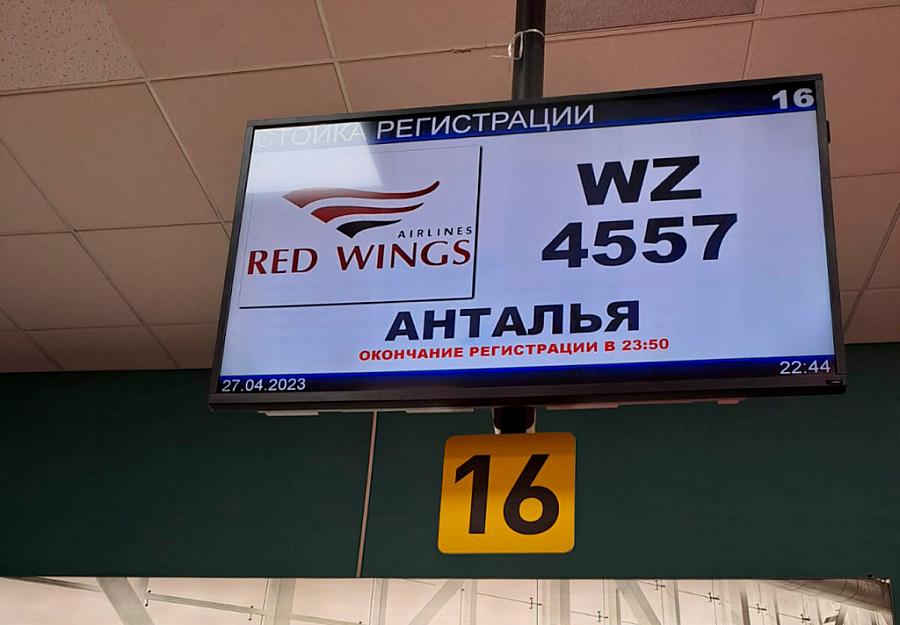 СТОЙКА РЕГИСТРАЦИИ 16
AIRLINES
RED WINGS
WZ
4557
АНТАЛЬЯ
ОКОНЧАНИЕ РЕГИСТРАЦИИ В 23:50
27.04.2023 22:44
16